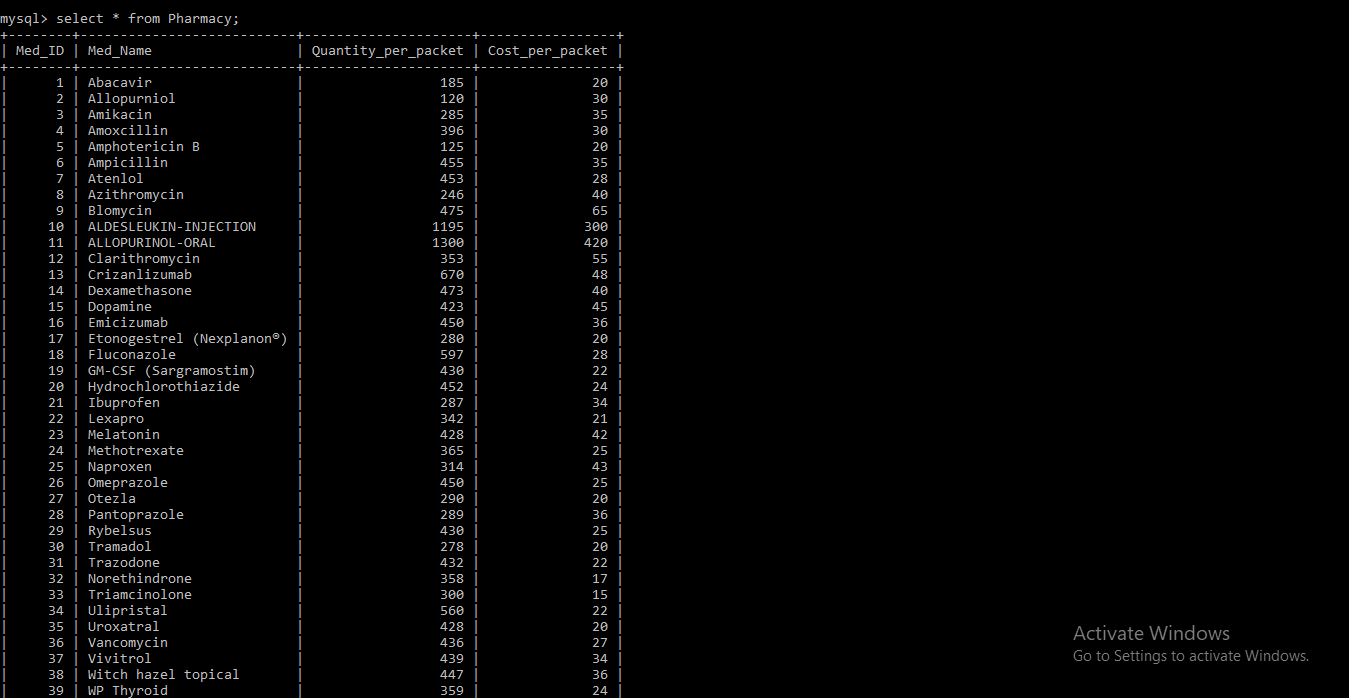 mysql> select * from Pharmacy;
+--------+---------------------------+---------------------+-----------------+
| Med_ID | Med_Name                  | Quantity_per_packet | Cost_per_packet |
+--------+---------------------------+---------------------+-----------------+
|      1 | Abacavir                  |                 185 |              20 |
|      2 | Allopurniol               |                 120 |              30 |
|      3 | Amikacin                  |                 285 |              35 |
|      4 | Amoxcillin                |                 396 |              30 |
|      5 | Amphotericin B            |                 125 |              20 |
|      6 | Ampicillin                |                 455 |              35 |
|      7 | Atenlol                   |                 453 |              28 |
|      8 | Azithromycin              |                 246 |              40 |
|      9 | Blomycin                  |                 475 |              65 |
|     10 | ALDESLEUKIN-INJECTION     |                1195 |             300 |
|     11 | ALLOPURINOL-ORAL          |                1300 |             420 |
|     12 | Clarithromycin            |                 353 |              55 |
|     13 | Crizanlizumab             |                 670 |              48 |
|     14 | Dexamethasone             |                 473 |              40 |
|     15 | Dopamine                  |                 423 |              45 |
|     16 | Emicizumab                |                 450 |              36 |
|     17 | Etonogestrel (Nexplanon®) |                 280 |              20 |
|     18 | Fluconazole               |                 597 |              28 |
|     19 | GM-CSF (Sargramostim)     |                 430 |              22 |
|     20 | Hydrochlorothiazide       |                 452 |              24 |
|     21 | Ibuprofen                 |                 287 |              34 |
|     22 | Lexapro                   |                 342 |              21 |
|     23 | Melatonin                 |                 428 |              42 |
|     24 | Methotrexate              |                 365 |              25 |
|     25 | Naproxen                  |                 314 |              43 |
|     26 | Omeprazole                |                 450 |              25 |
|     27 | Otezla                    |                 290 |              20 |
|     28 | Pantoprazole              |                 289 |              36 |
|     29 | Rybelsus                  |                 430 |              25 |
|     30 | Tramadol                  |                 278 |              20 |
|     31 | Trazodone                 |                 432 |              22 |
|     32 | Norethindrone             |                 358 |              17 |
|     33 | Triamcinolone             |                 300 |              15 |
|     34 | Ulipristal                |                 560 |              22 |
|     35 | Uroxatral                 |                 428 |              20 |
|     36 | Vancomycin                |                 436 |              27 |
|     37 | Vivitrol                  |                 439 |              34 |
|     38 | Witch hazel topical       |                 447 |              36 |
|     39 | WP Thyroid                |                 359 |              24 |
Activate Windows
Go to Settings to activate Windows.